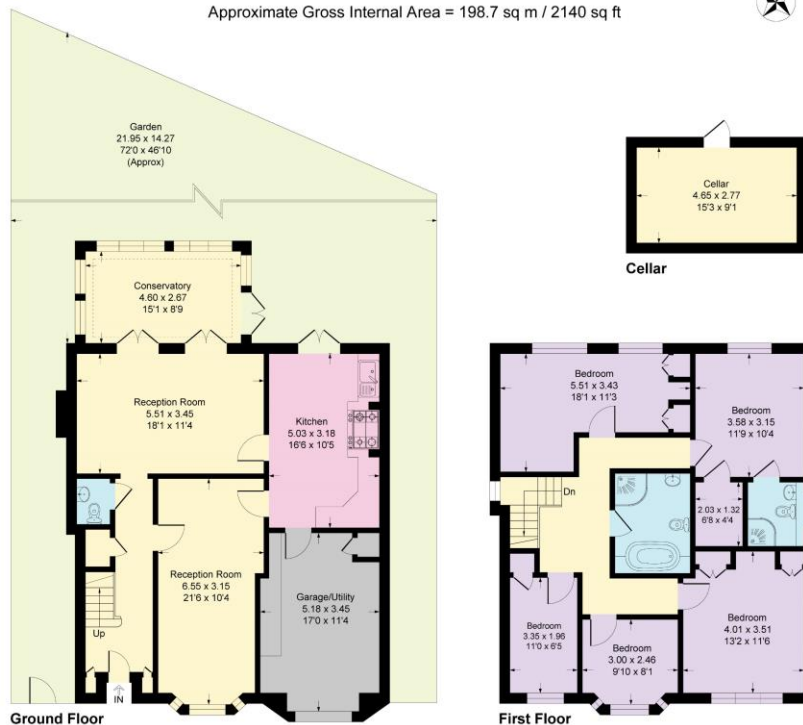 Approximate Gross Internal Area = 198.7 sq m / 2140 sq ft
Garden
21.95 x 14.27
72'0 x 46'10
(Approx)
Cellar
4.65 x 2.77
15'3 x 9'1
Cellar
Conservatory
4.60 x 2.67
15'1 x 8'9
Reception Room
5.51 x 3.45
18'1 x 11'4
Kitchen
5.03 x 3.18
16'6 x 10'5
Reception Room
6.55 x 3.15
21'6 x 10'4
Garage/Utility
5.18 x 3.45
17'0 x 11'4
Up
IN
Ground Floor
Bedroom
5.51 x 3.43
18'1 x 11'3
Bedroom
3.58 x 3.15
11'9 x 10'4
Dn
2.03 x 1.32
6'8 x 4'4
Bedroom
3.35 x 1.96
11'0 x 6'5
Bedroom
3.00 x 2.46
9'10 x 8'1
Bedroom
4.01 x 3.51
13'2 x 11'6
First Floor